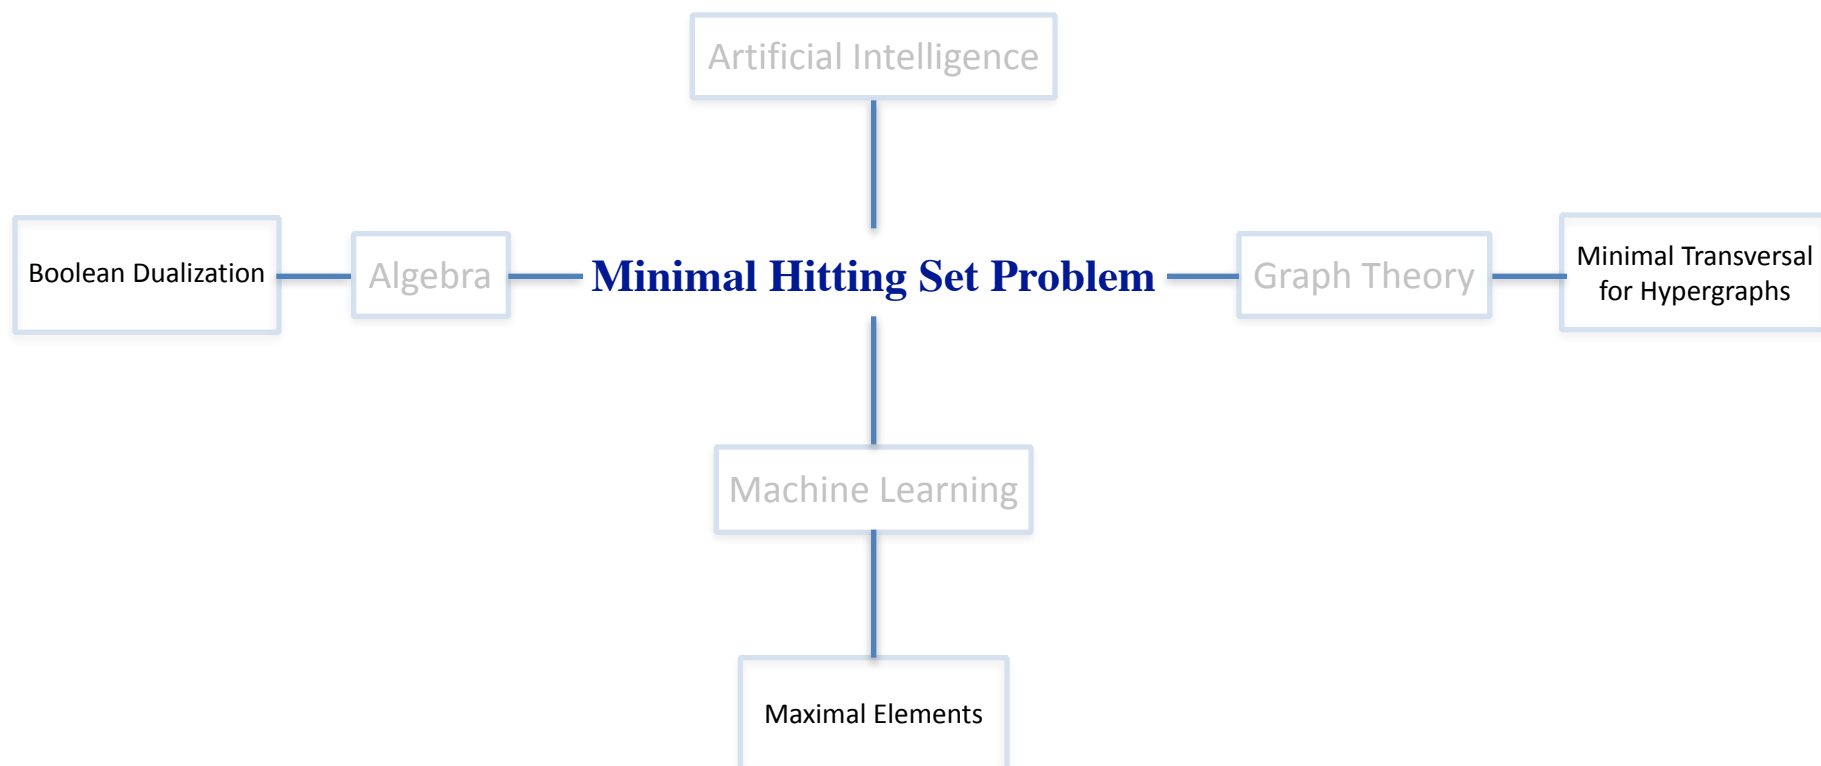 Artificial Intelligence
Boolean Dualization
Algebra
Minimal Hitting Set Problem
Graph Theory
Minimal Transversal
for Hypergraphs
Machine Learning
Maximal Elements